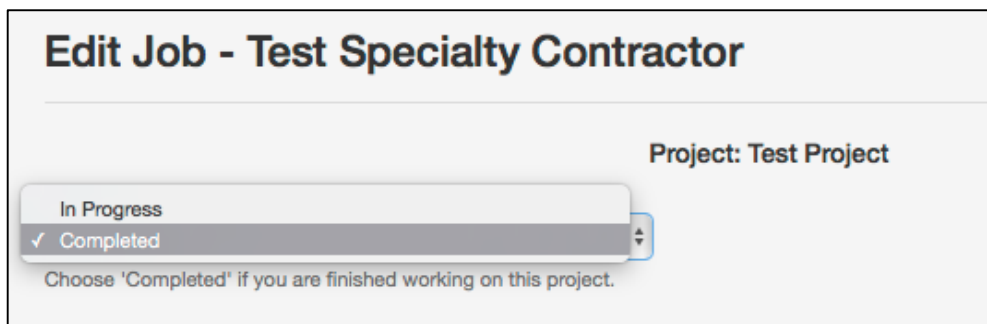 Edit Job - Test Specialty Contractor
Project: Test Project
In Progress
✓ Completed
Choose 'Completed' if you are finished working on this project.